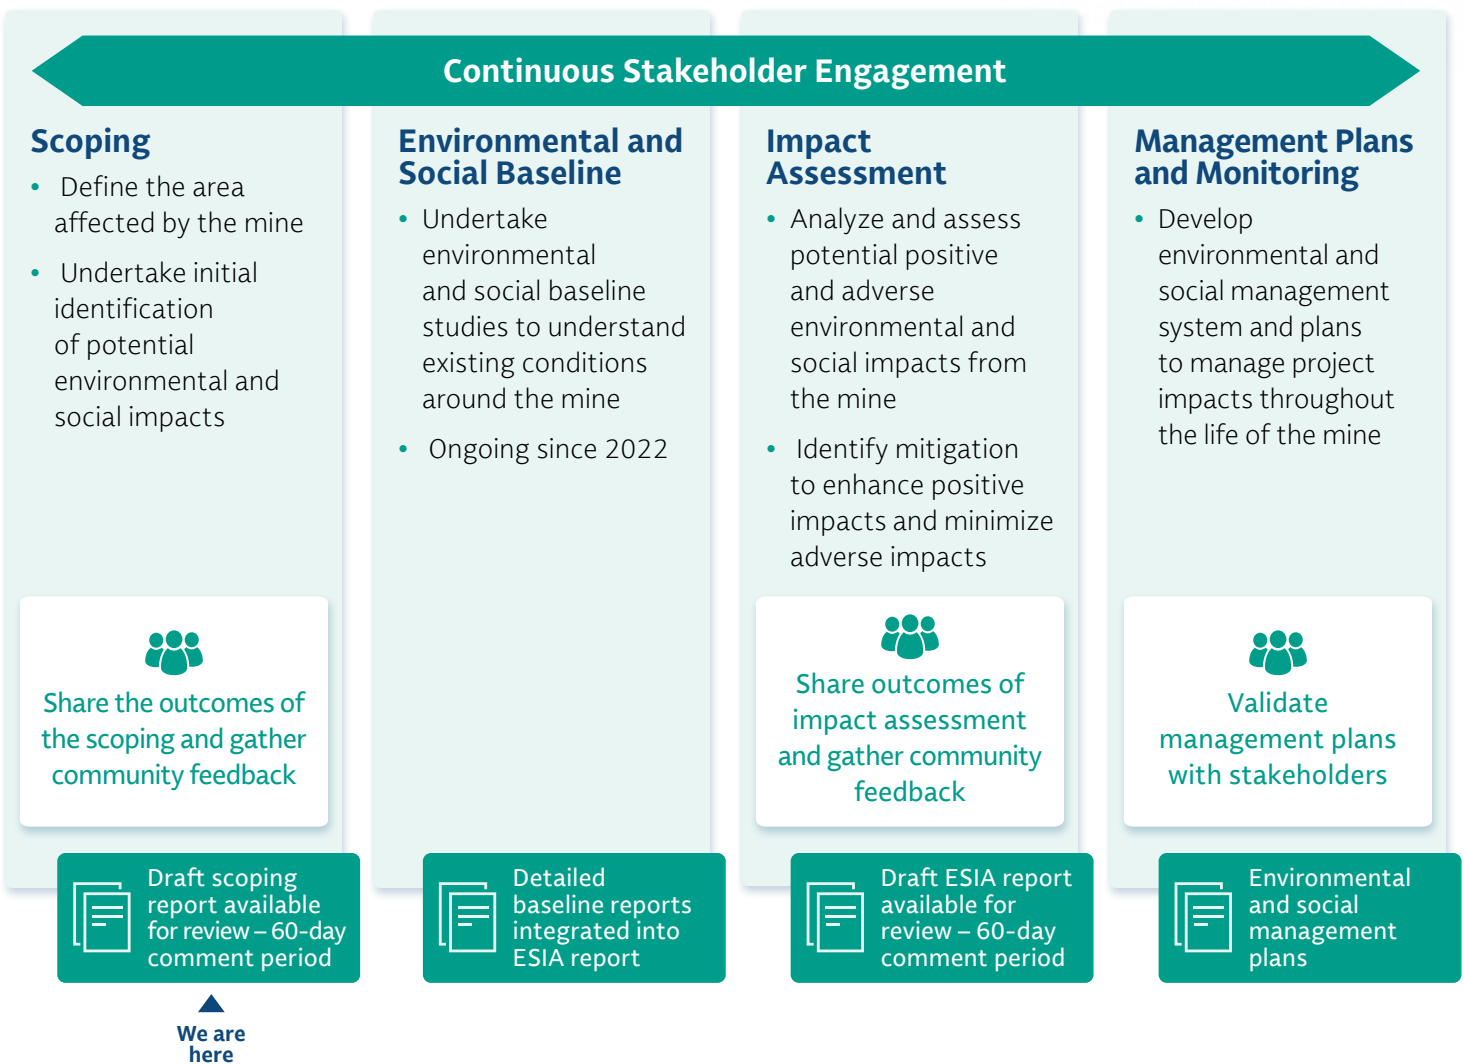 Continuous Stakeholder Engagement
Scoping
• Define the area
affected by the mine
• Undertake initial
identification
of potential
environmental and
social impacts
Share the outcomes of
the scoping and gather
community feedback
Draft scoping
report available
for review – 60-day
comment period
We are
here
Environmental and
Social Baseline
• Undertake
environmental
and social baseline
studies to understand
existing conditions
around the mine
• Ongoing since 2022
Detailed
baseline reports
integrated into
ESIA report
Impact
Assessment
• Analyze and assess
potential positive
and adverse
environmental and
social impacts from
the mine
• Identify mitigation
to enhance positive
impacts and minimize
adverse impacts
Share outcomes of
impact assessment
and gather community
feedback
Draft ESIA report
available for
review – 60-day
comment period
Management Plans
and Monitoring
• Develop
environmental and
social management
system and plans
to manage project
impacts throughout
the life of the mine
Validate
management plans
with stakeholders
Environmental
and social
management
plans